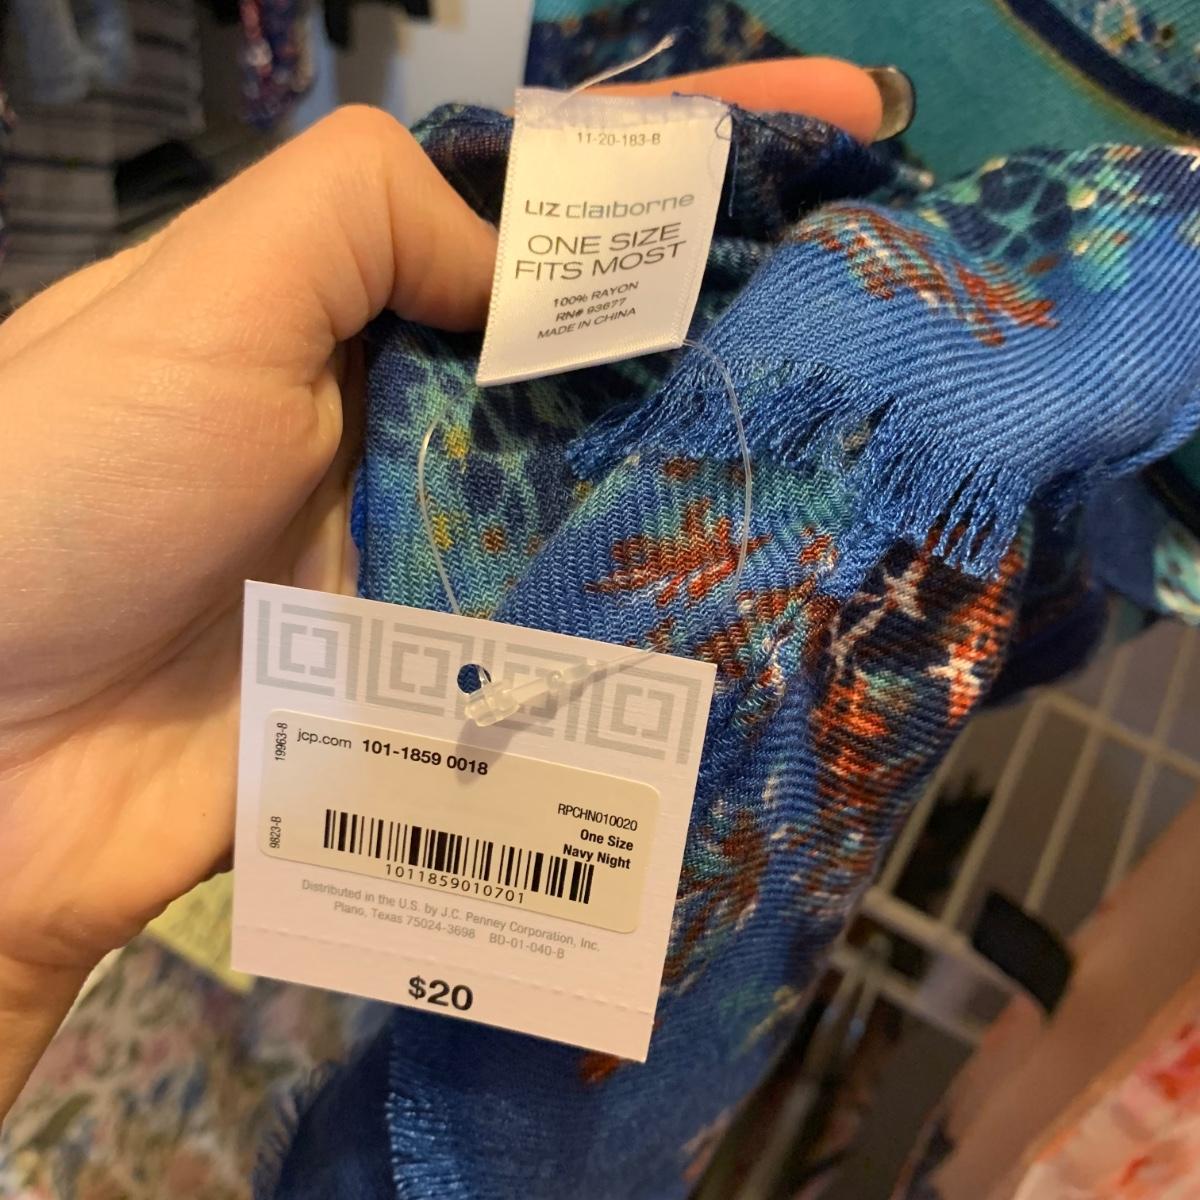 11-20-183-B
LIZ claiborne
ONE SIZE
FITS MOST
100% RAYON
RN# 93677
MADE IN CHINA
19963-8
jcp.com 101-1859 0018
RPCHN010020
9823-B
One Size
Navy Night
1011859010701
Distributed in the U.S. by J.C. Penney Corporation, Inc.
Plano, Texas 75024-3698 BD-01-040-B
$20